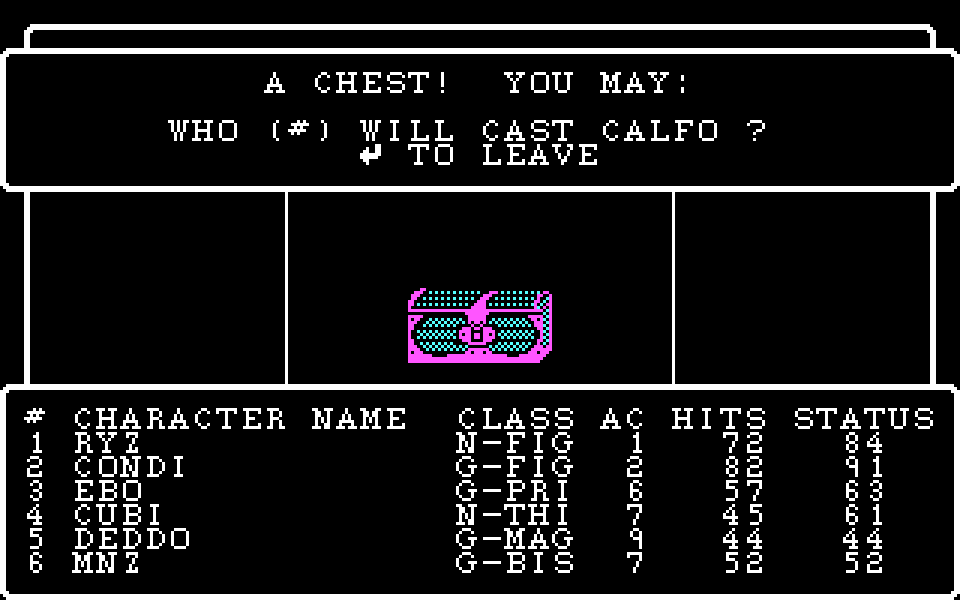 A CHEST!  YOU MAY:
WHO (#) WILL CAST CALFO ?
↵ TO LEAVE
# CHARACTER NAME  CLASS AC HITS STATUS
1 RYZ N-FIG 1 72 84
2 CONDI G-FIG 2 82 91
3 EBO G-PRI 6 57 63
4 CUBI N-THI 7 45 61
5 DEDDO G-MAG 9 44 44
6 MNZ G-BIS 7 52 52